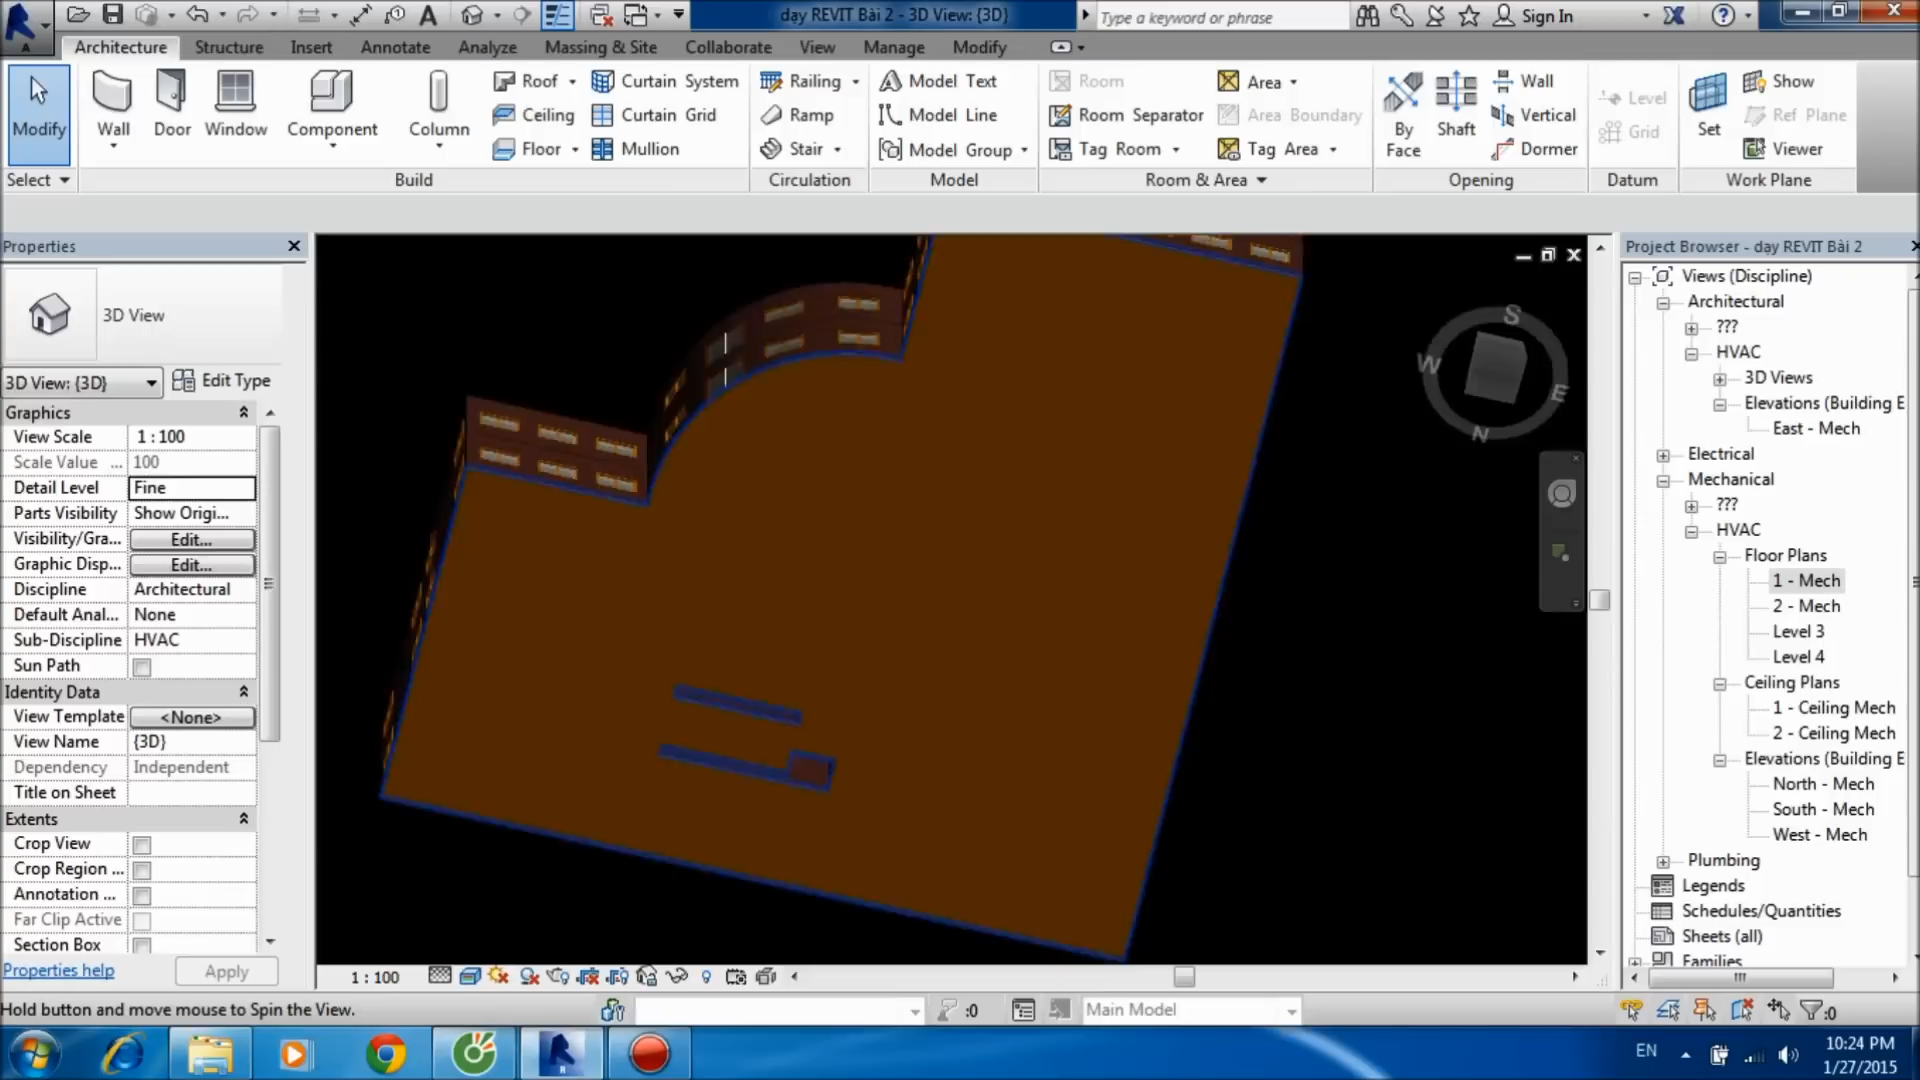 dạy REVIT Bài 2 - 3D View: {3D}
Type a keyword or phrase
Sign In
Architecture
Structure
Insert
Annotate
Analyze
Massing & Site
Collaborate
View
Manage
Modify
Modify
Wall
Door
Window
Component
Column
Roof
Ceiling
Floor
Curtain System
Curtain Grid
Mullion
Railing
Ramp
Stair
Model Text
Model Line
Model Group
Room
Room Separator
Tag Room
Area
Area Boundary
Tag Area
By
Face
Shaft
Wall
Vertical
Dormer
Level
Grid
Set
Show
Ref Plane
Viewer
Select
Build
Circulation
Model
Room & Area
Opening
Datum
Work Plane
Properties
3D View
3D View: {3D}
Edit Type
Graphics
View Scale 1 : 100
Scale Value ... 100
Detail Level Fine
Parts Visibility Show Origi...
Visibility/Gra... Edit...
Graphic Disp... Edit...
Discipline Architectural
Default Anal... None
Sub-Discipline HVAC
Sun Path
Identity Data
View Template <None>
View Name {3D}
Dependency Independent
Title on Sheet
Extents
Crop View
Crop Region ...
Annotation ...
Far Clip Active
Section Box
Properties help
Apply
S
W
E
N
1 : 100
Project Browser - dạy REVIT Bài 2
Views (Discipline)
Architectural
???
HVAC
3D Views
Elevations (Building E
East - Mech
Electrical
Mechanical
???
HVAC
Floor Plans
1 - Mech
2 - Mech
Level 3
Level 4
Ceiling Plans
1 - Ceiling Mech
2 - Ceiling Mech
Elevations (Building E
North - Mech
South - Mech
West - Mech
Plumbing
Legends
Schedules/Quantities
Sheets (all)
Families
Hold button and move mouse to Spin the View.
:0
Main Model
:0
EN
10:24 PM
1/27/2015